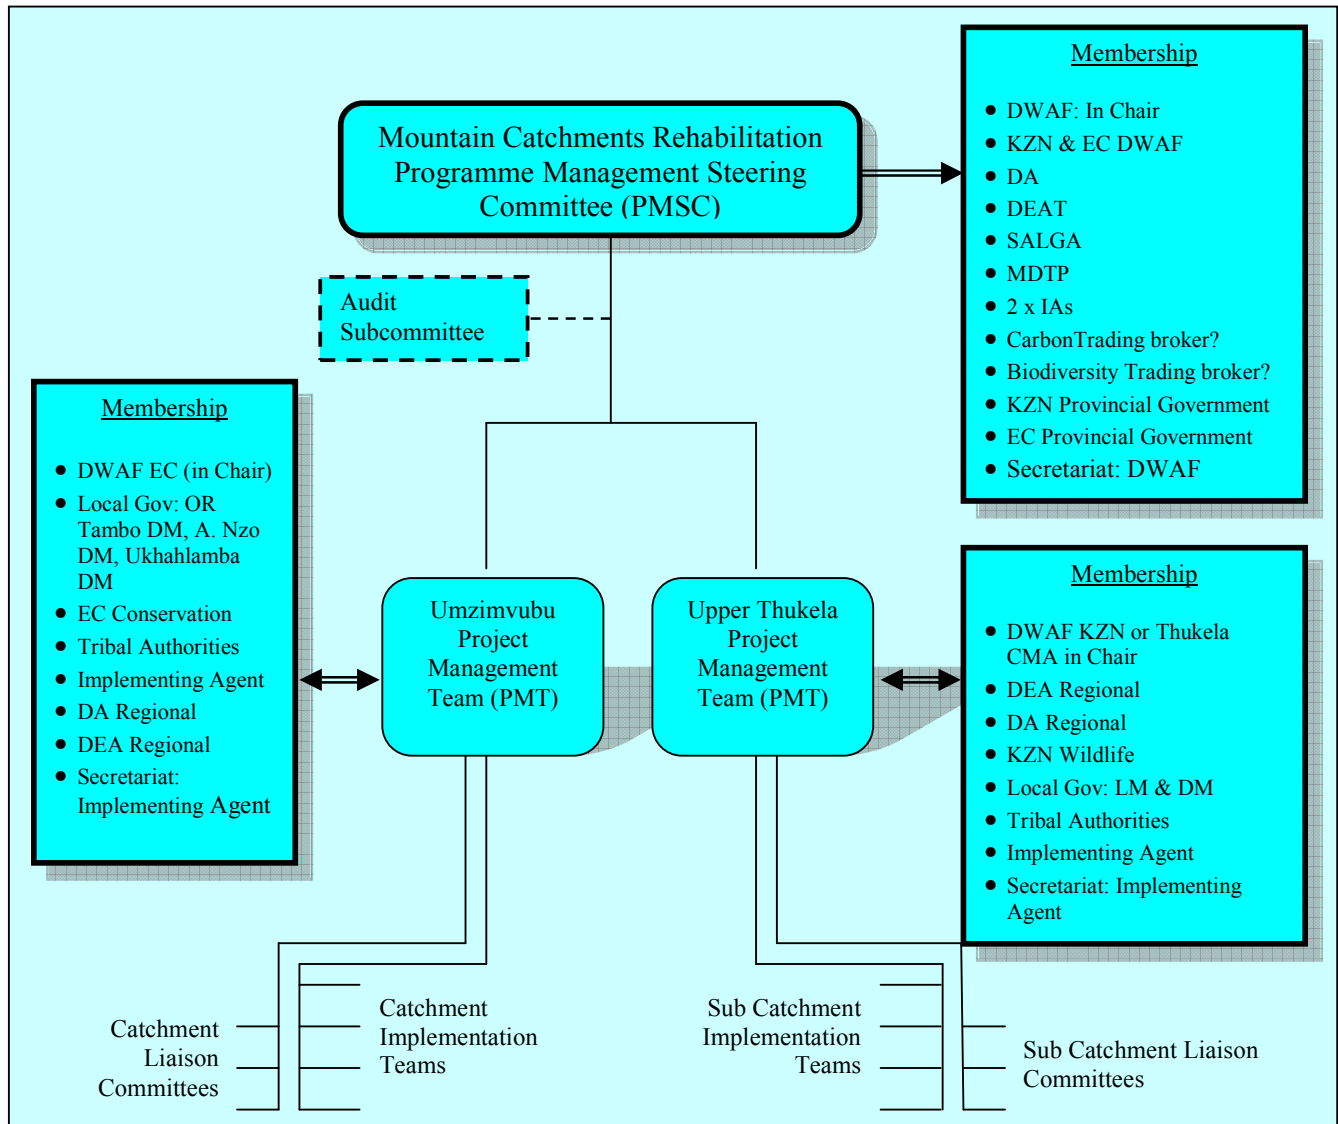 Mountain Catchments Rehabilitation
Programme Management Steering
Committee (PMSC)
Membership
● DWAF: In Chair
● KZN & EC DWAF
● DA
● DEAT
● SALGA
● MDTP
● 2 x IAs
● CarbonTrading broker?
● Biodiversity Trading broker?
● KZN Provincial Government
● EC Provincial Government
● Secretariat: DWAF
Audit
Subcommittee
Membership
● DWAF EC (in Chair)
● Local Gov: OR
Tambo DM, A. Nzo
DM, Ukhahlamba
DM
● EC Conservation
● Tribal Authorities
● Implementing Agent
● DA Regional
● DEA Regional
● Secretariat:
Implementing Agent
Umzimvubu
Project
Management
Team (PMT)
Upper Thukela
Project
Management
Team (PMT)
Membership
● DWAF KZN or Thukela
CMA in Chair
● DEA Regional
● DA Regional
● KZN Wildlife
● Local Gov: LM & DM
● Tribal Authorities
● Implementing Agent
● Secretariat: Implementing
Agent
Catchment
Liaison
Committees
Catchment
Implementation
Teams
Sub Catchment
Implementation
Teams
Sub Catchment Liaison
Committees